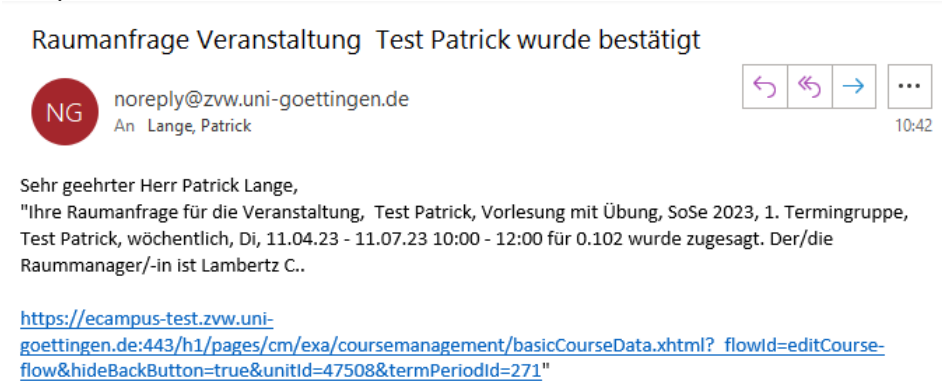 Raumanfrage Veranstaltung  Test Patrick wurde bestätigt
NG
noreply@zvw.uni-goettingen.de
An Lange, Patrick
10:42
Sehr geehrter Herr Patrick Lange,
"Ihre Raumanfrage für die Veranstaltung,  Test Patrick, Vorlesung mit Übung, SoSe 2023, 1. Termingruppe,
Test Patrick, wöchentlich, Di, 11.04.23 - 11.07.23 10:00 - 12:00 für 0.102 wurde zugesagt. Der/die
Raummanager/-in ist Lambertz C..
https://ecampus-test.zvw.uni-
goettingen.de:443/h1/pages/cm/exa/coursemanagement/basicCourseData.xhtml?_flowId=editCourse-
flow&hideBackButton=true&unitId=47508&termPeriodId=271"